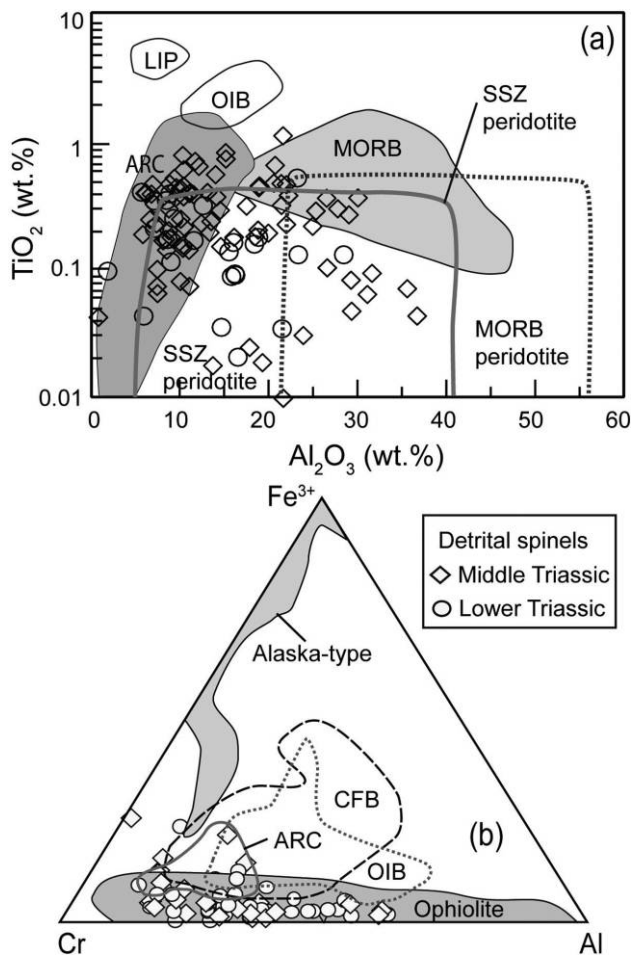 (a)
10
1
0.1
0.01
TiO₂ (wt.%)
LIP
OIB
ARC
MORB
SSZ
peridotite
SSZ
peridotite
MORB
peridotite
0 10 20 30 40 50 60
Al₂O₃ (wt.%)
Fe³⁺
Detrital spinels
Middle Triassic
Lower Triassic
Alaska-type
CFB
ARC
(b)
OIB
Ophiolite
Cr
Al